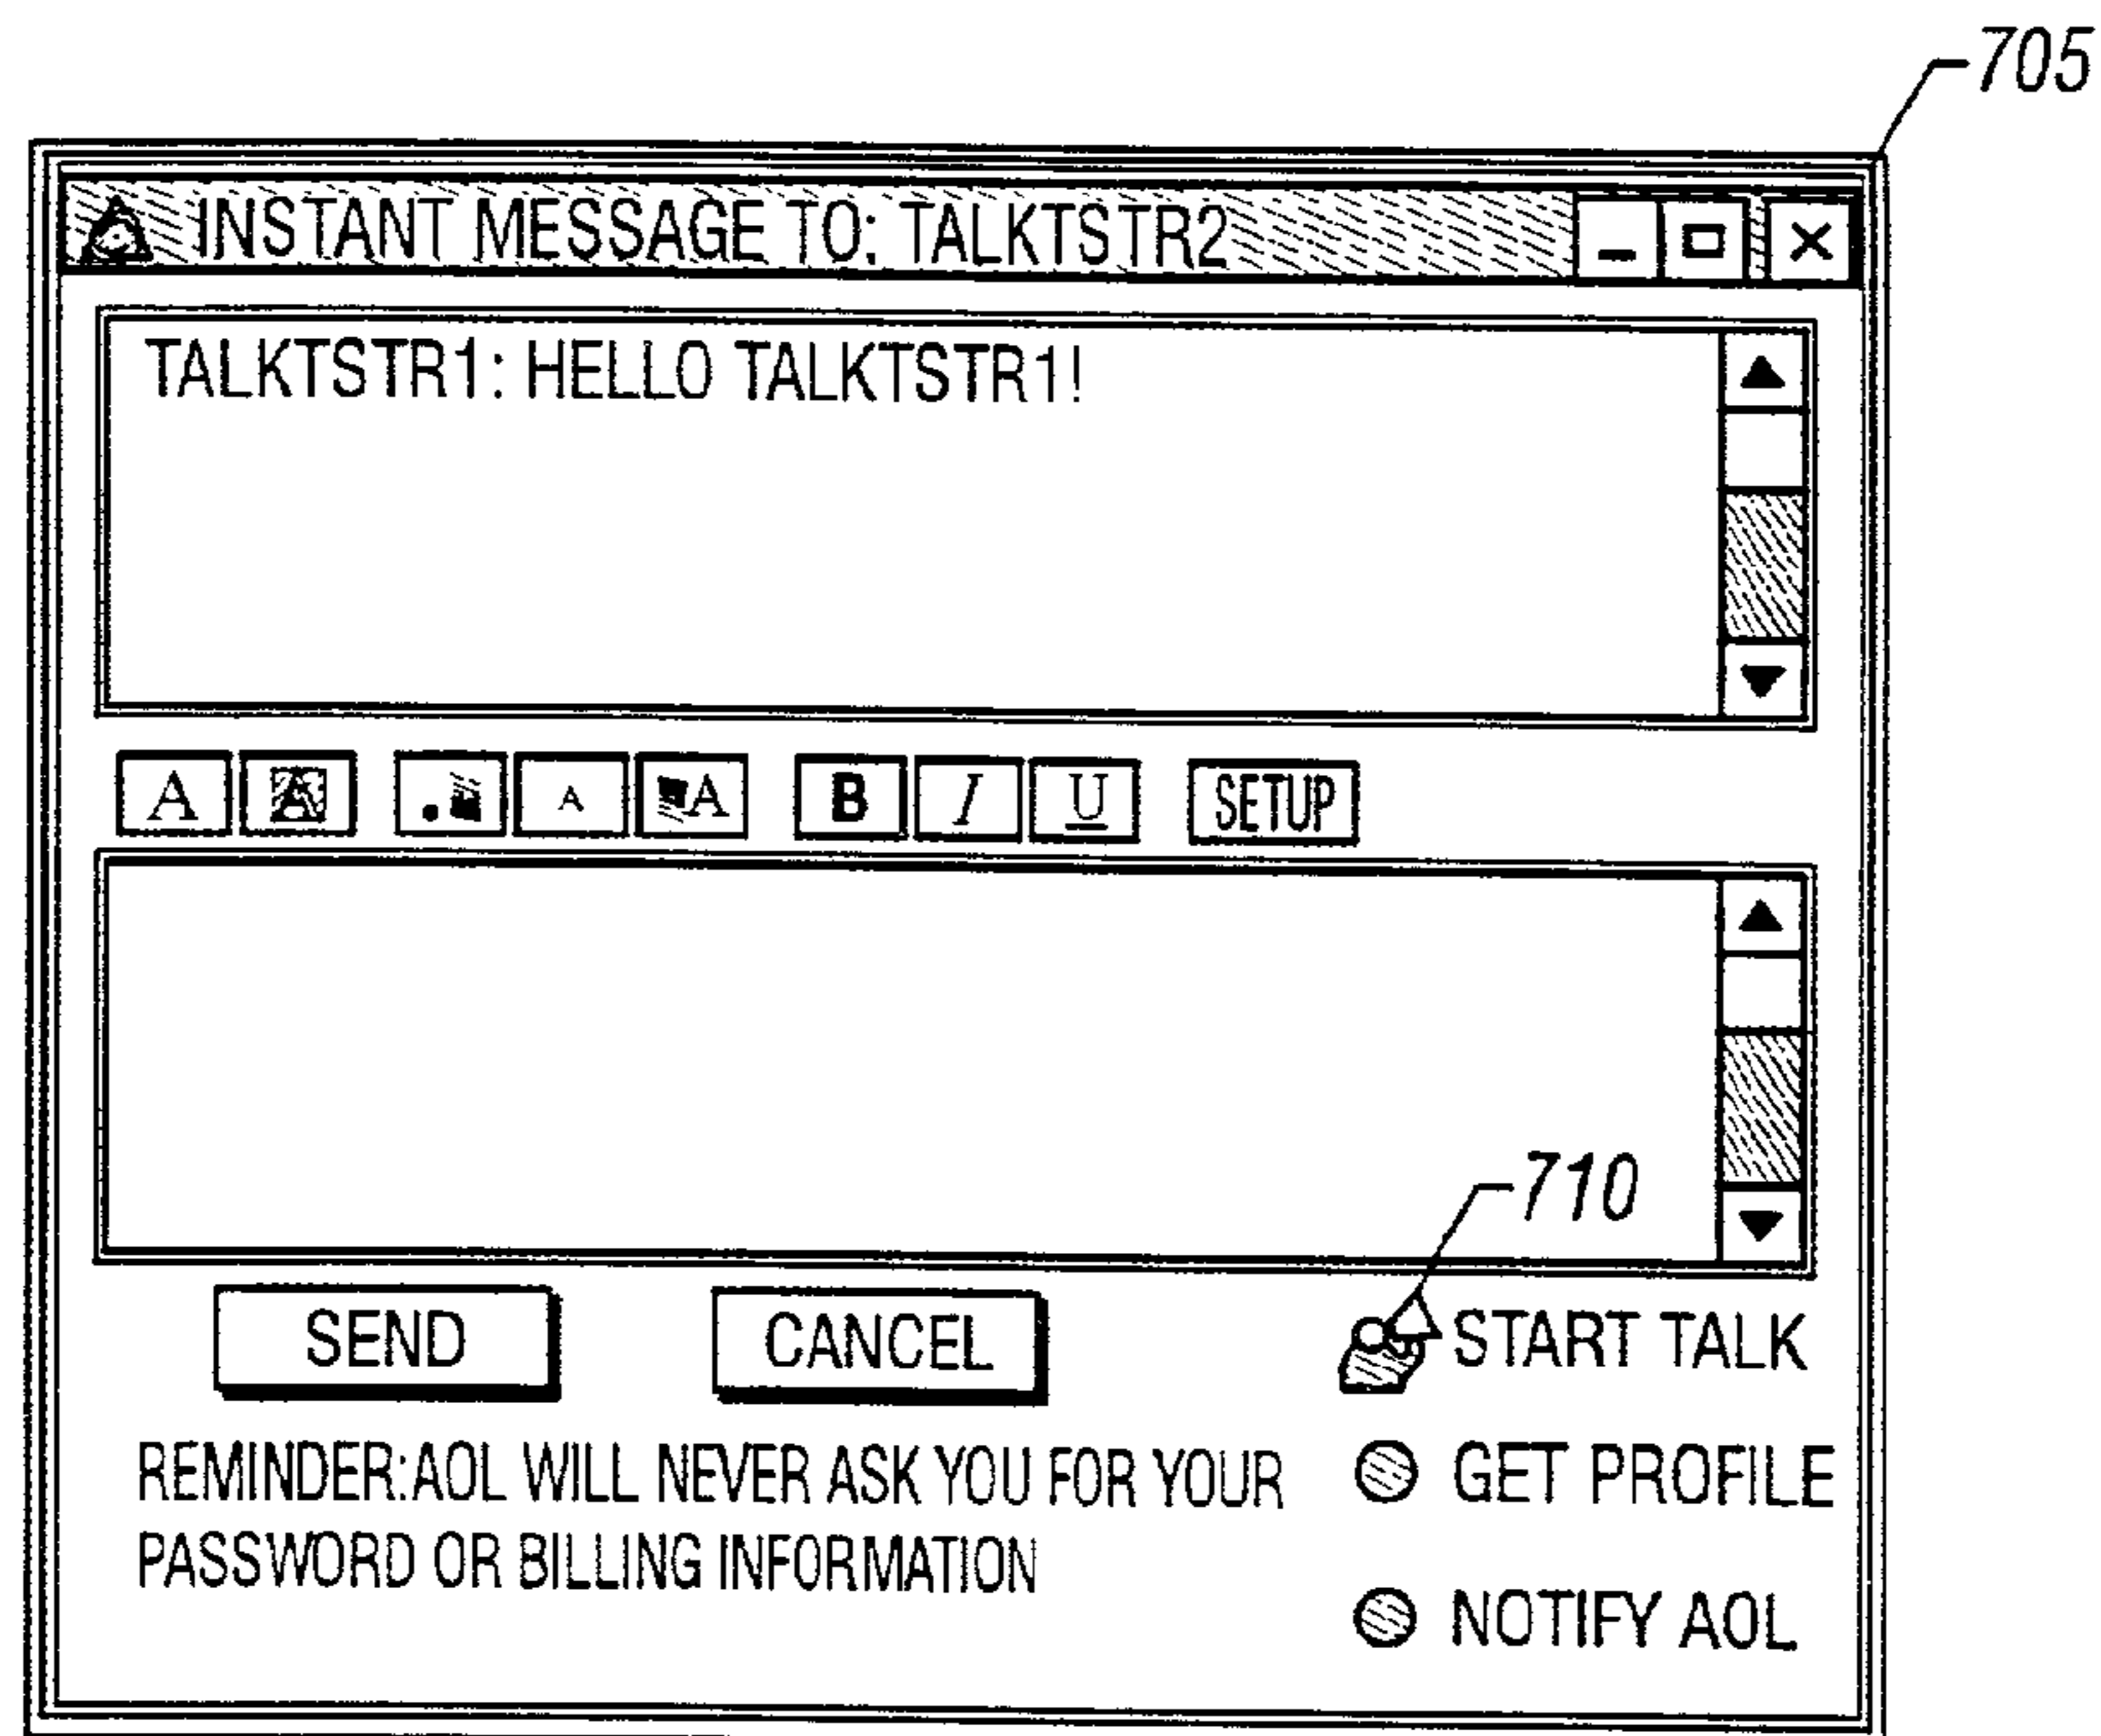 705
INSTANT MESSAGE TO: TALKTSTR2
TALKTSTR1: HELLO TALKTSTR1!
A A A A B I U SETUP
710
SEND CANCEL START TALK
REMINDER:AOL WILL NEVER ASK YOU FOR YOUR GET PROFILE
PASSWORD OR BILLING INFORMATION
NOTIFY AOL